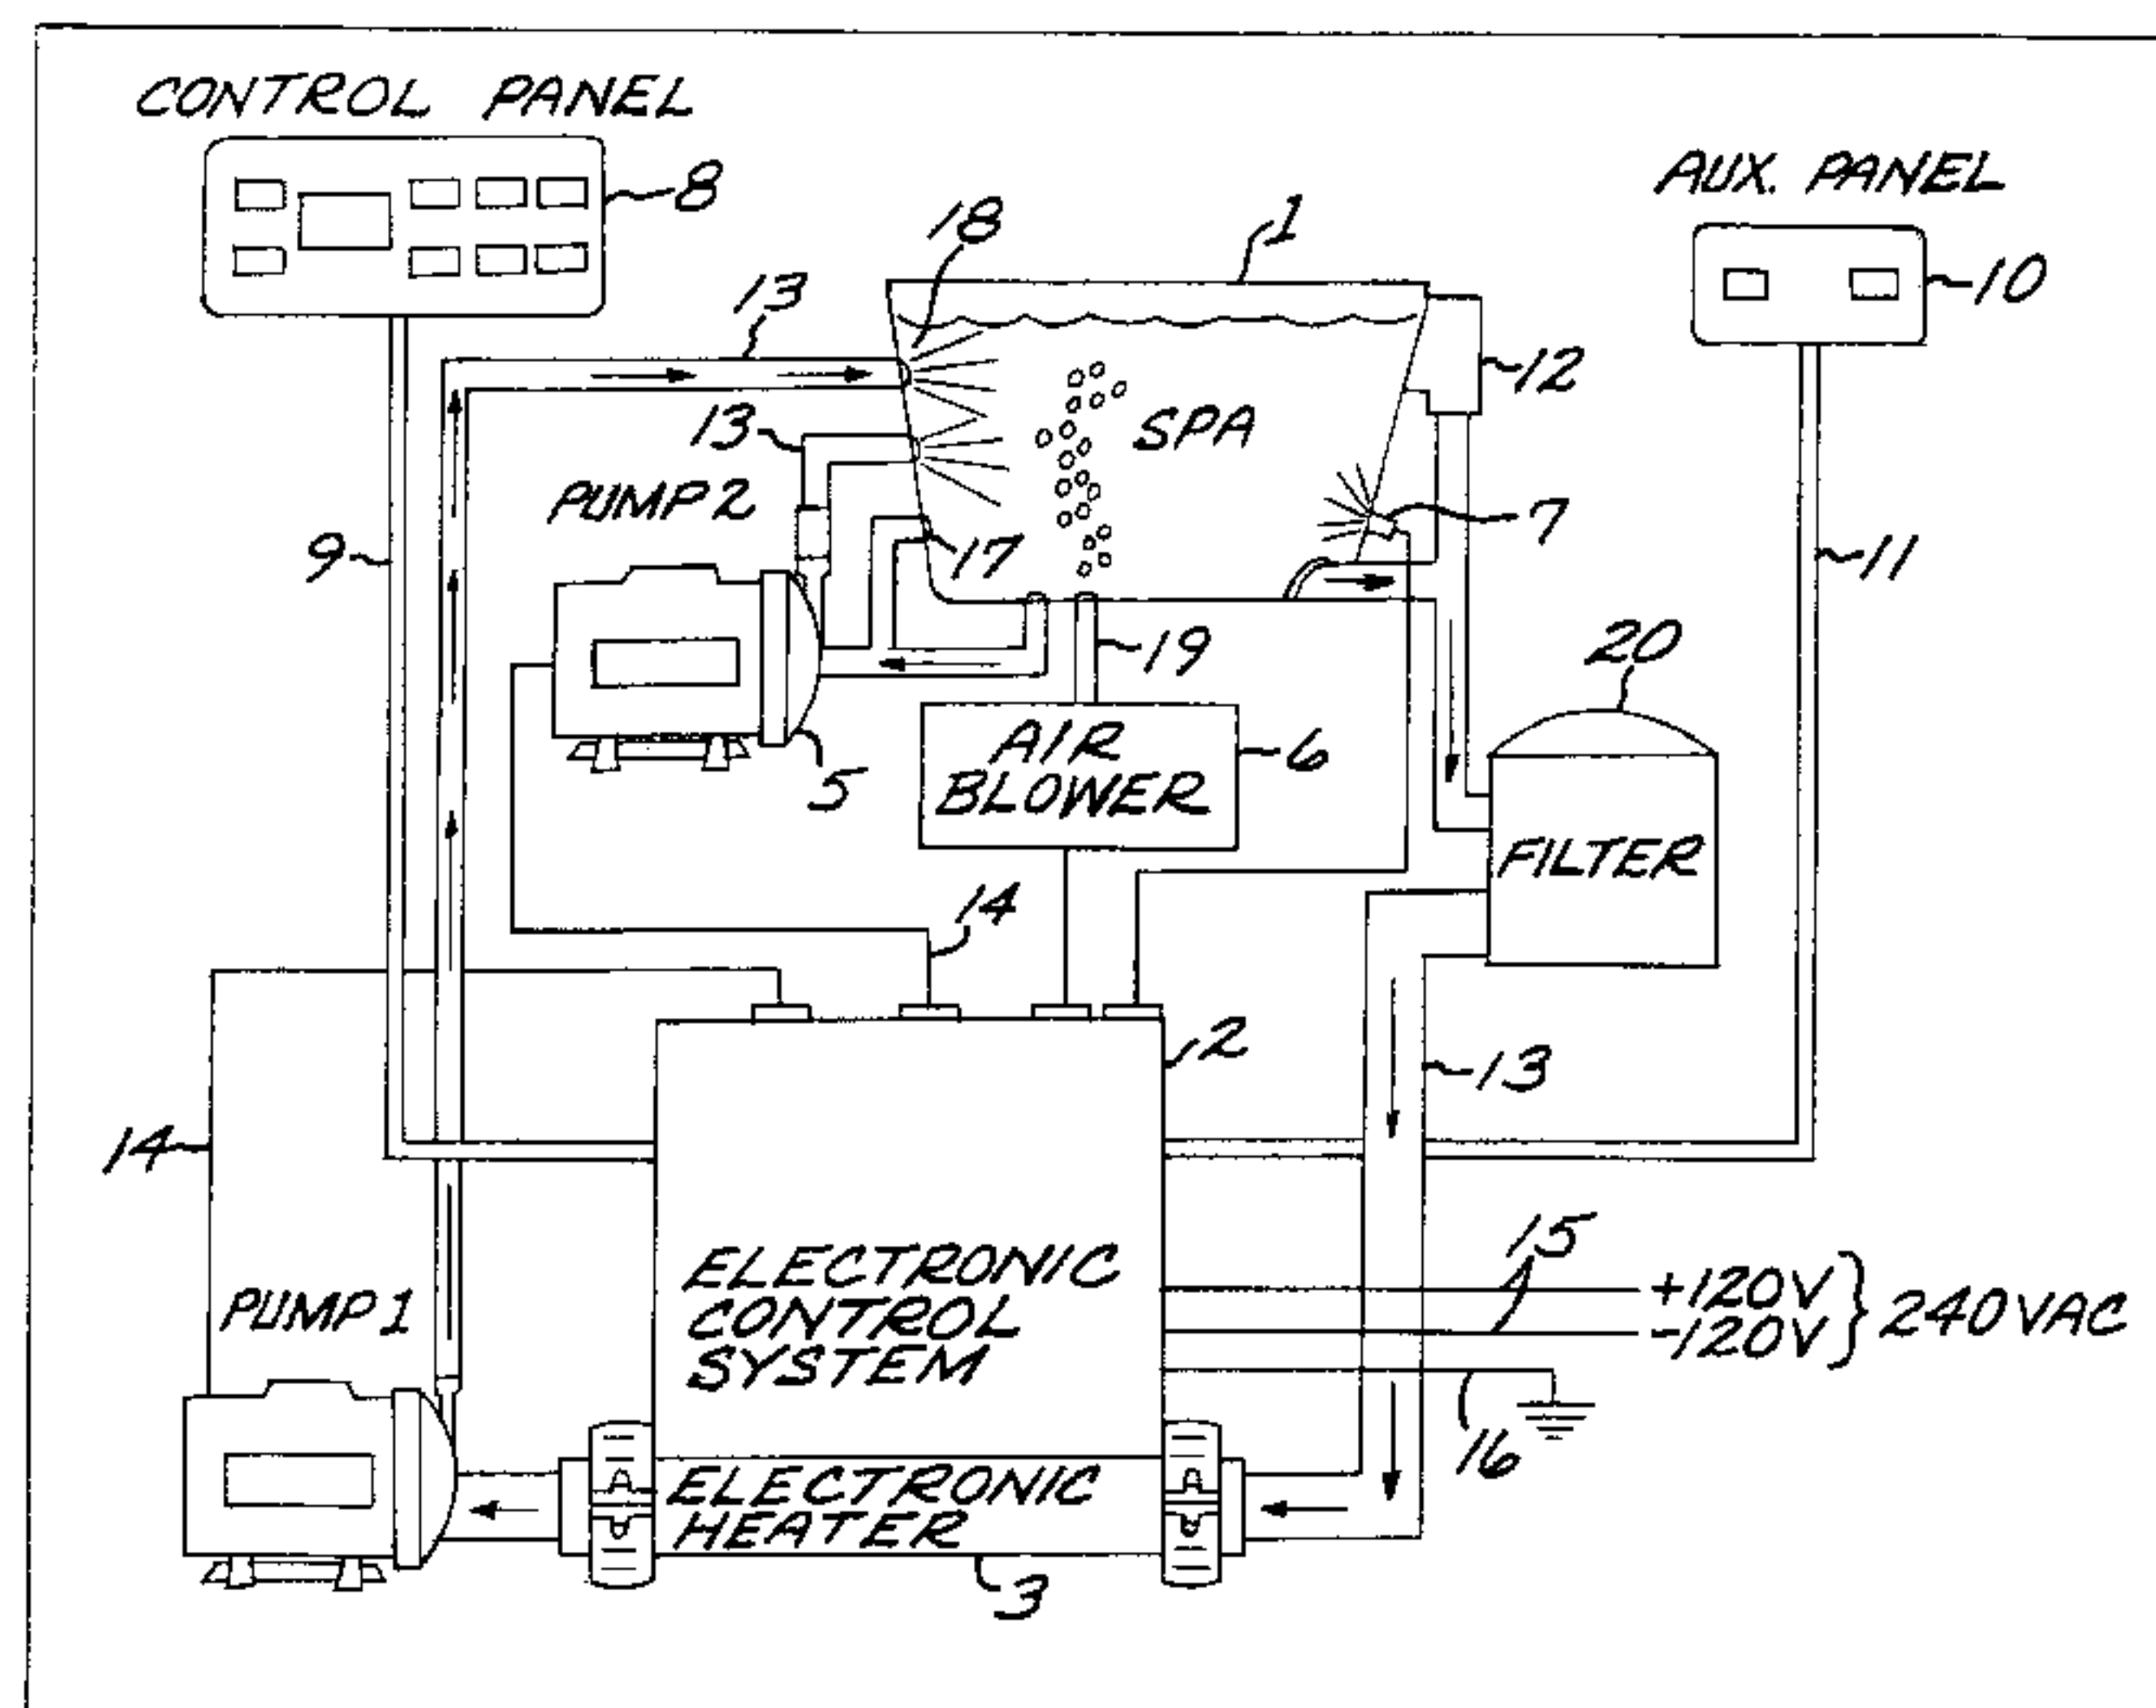 CONTROL PANEL
8
AUX. PANEL
10
18
1
13
12
SPA
13
PUMP 2
7
9
17
11
19
20
AIR
BLOWER
6
5
FILTER
14
2
13
14
15
ELECTRONIC
CONTROL
SYSTEM
+120V
-120V
} 240 VAC
PUMP 1
16
ELECTRONIC
HEATER
3